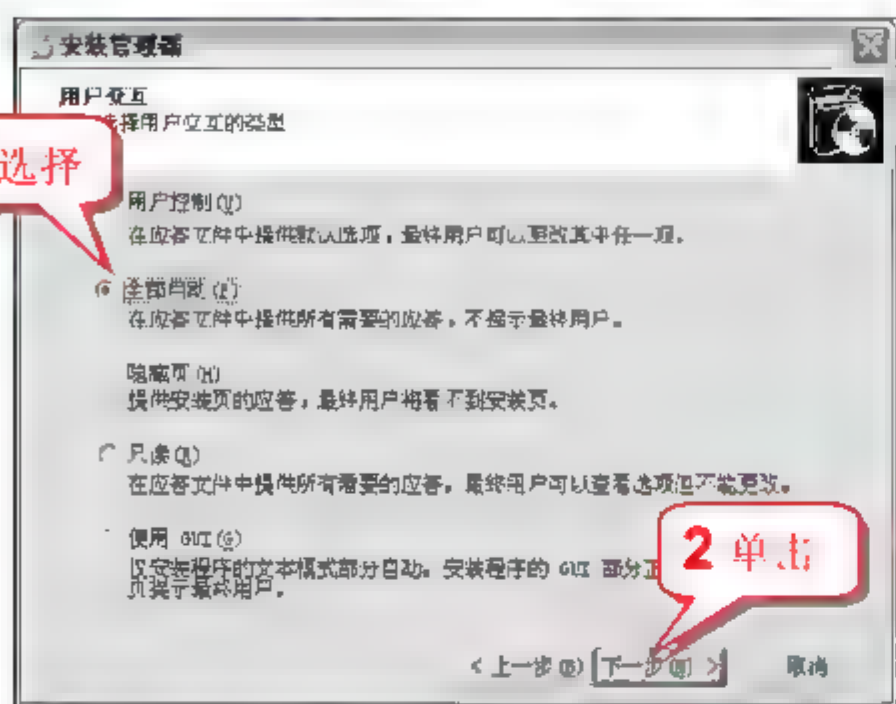 安装管理器
用户交互
选择用户交互的类型
选择
用户控制(U)
在应答文件中提供默认选项，最终用户可以更改其中任一项。
全部自动(F)
在应答文件中提供所有需要的应答，不提示最终用户。
隐藏页(H)
提供安装页的应答，最终用户将看不到安装页。
只读(R)
在应答文件中提供所有需要的应答。最终用户可以查看选项但不能更改。
使用 GUI(G)
仅安装程序的文本模式部分自动。安装程序的 GUI 部分正
页提示最终用户。
2 单击
< 上一步(B) 下一步(N) > 取消